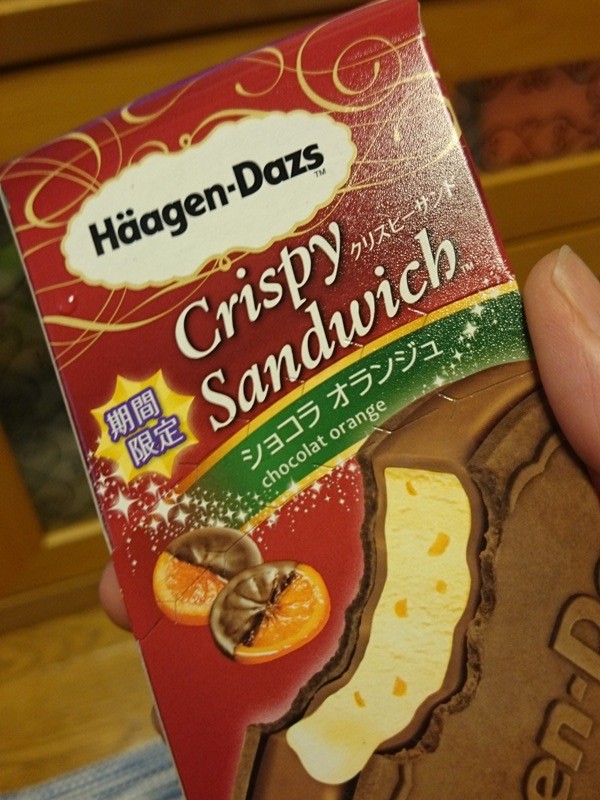 Häagen-Dazs
TM
Crispy
クリスピーサンド
Sandwich
TM
期間
限定
ショコラ オランジュ
chocolat orange
en-D